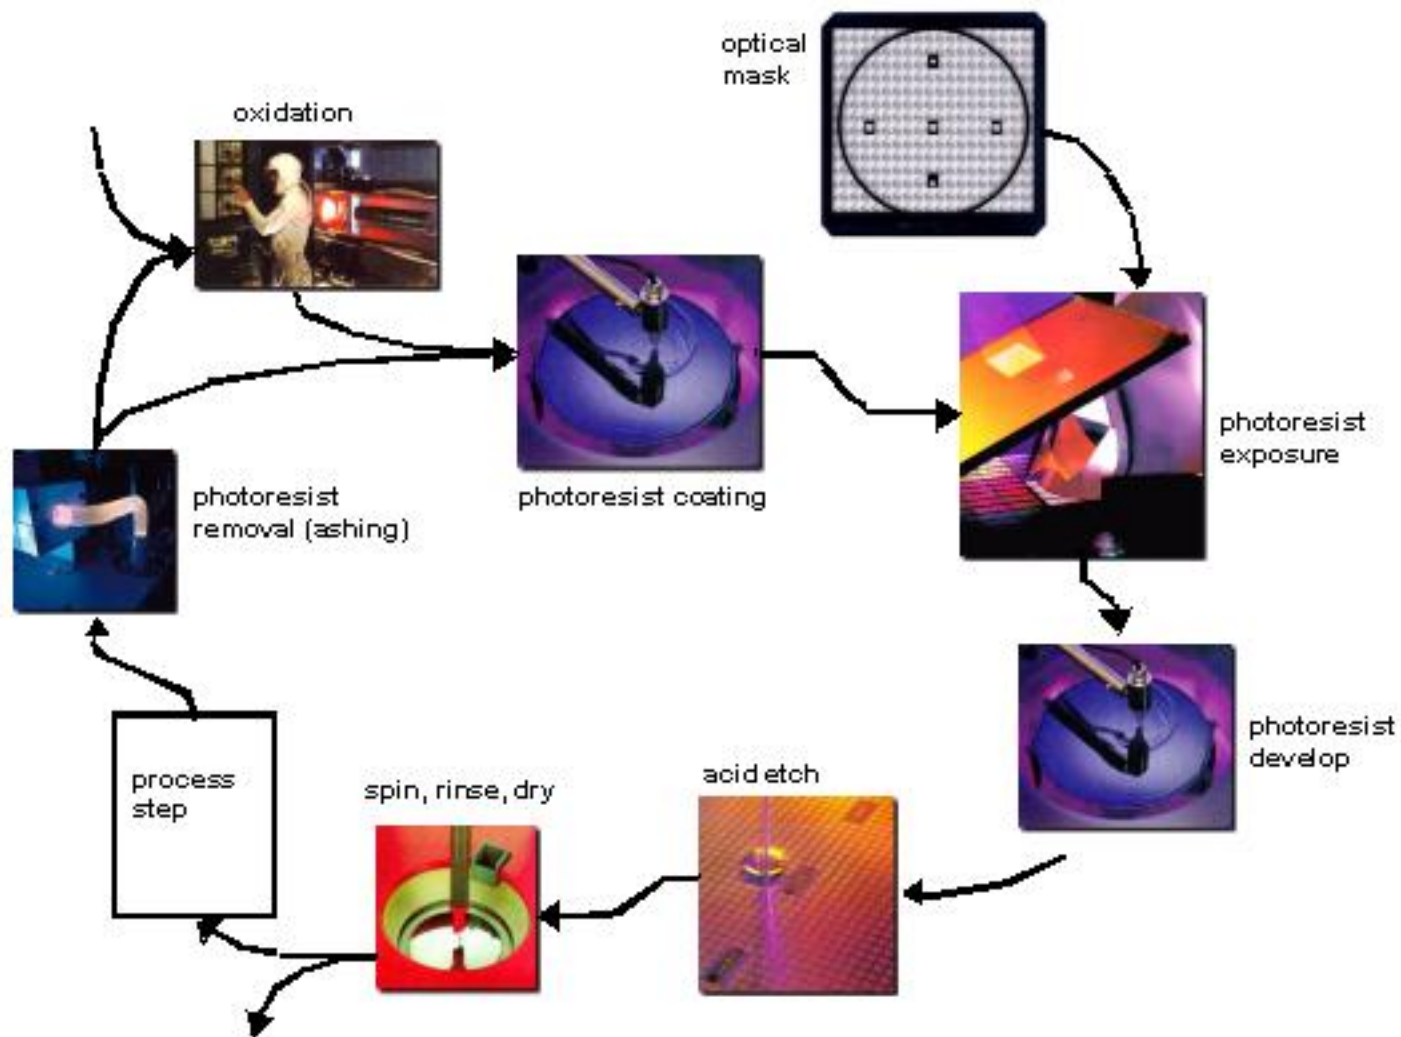 optical
mask
oxidation
photoresist
exposure
photoresist
removal (ashing)
photoresist coating
photoresist
develop
process
step
spin, rinse, dry
acid etch